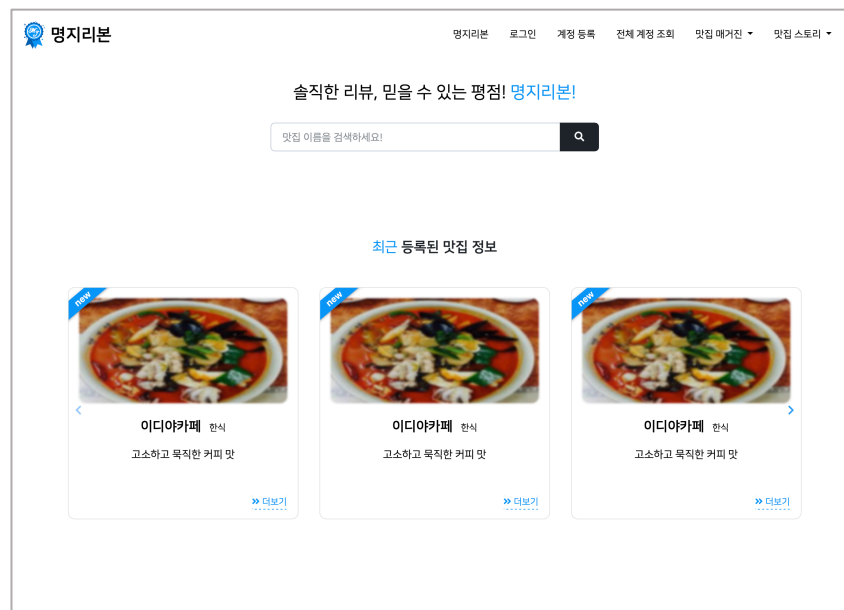 명지리본
명지리본 로그인 계정 등록 전체 계정 조회 맛집 매거진 맛집 스토리
솔직한 리뷰, 믿을 수 있는 평점! 명지리본!
맛집 이름을 검색하세요!
최근 등록된 맛집 정보
new
이디야카페 한식
고소하고 묵직한 커피 맛
더보기
new
이디야카페 한식
고소하고 묵직한 커피 맛
더보기
new
이디야카페 한식
고소하고 묵직한 커피 맛
더보기